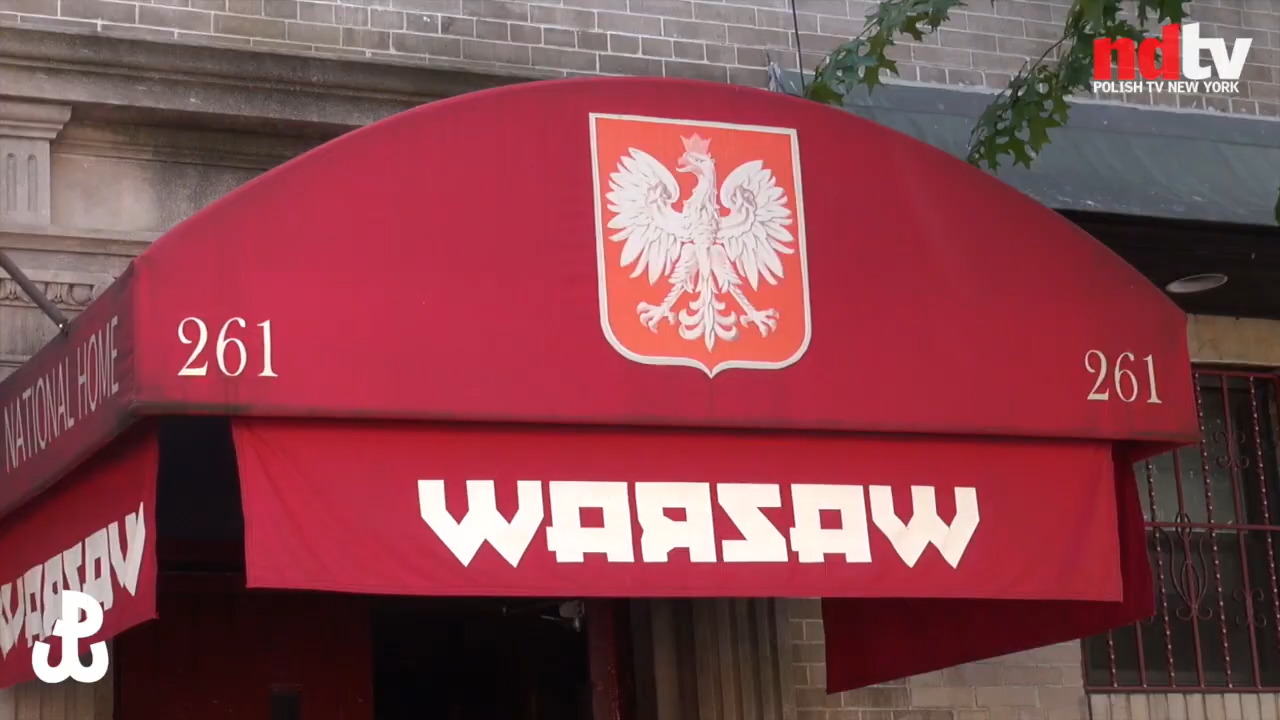 ndtv
POLISH TV NEW YORK
261
261
NATIONAL HOME
WARSAW
WARSAW